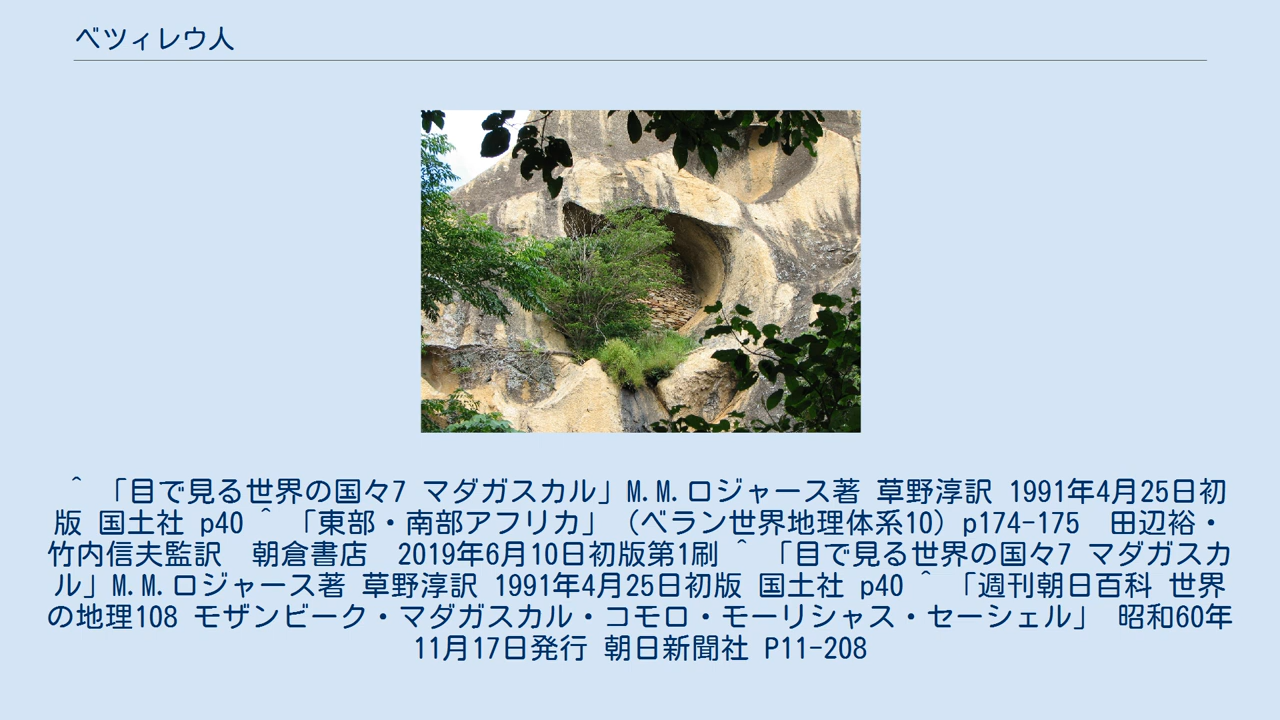 ベツィレウ人
^ 「目で見る世界の国々7 マダガスカル」M.M.ロジャース著 草野淳訳 1991年4月25日初
版 国土社 p40 ^ 「東部・南部アフリカ」（ベラン世界地理体系10）p174-175　田辺裕・
竹内信夫監訳　朝倉書店　2019年6月10日初版第1刷 ^ 「目で見る世界の国々7 マダガスカ
ル」M.M.ロジャース著 草野淳訳 1991年4月25日初版 国土社 p40 ^ 「週刊朝日百科 世界
の地理108 モザンビーク・マダガスカル・コモロ・モーリシャス・セーシェル」 昭和60年
11月17日発行 朝日新聞社 P11-208